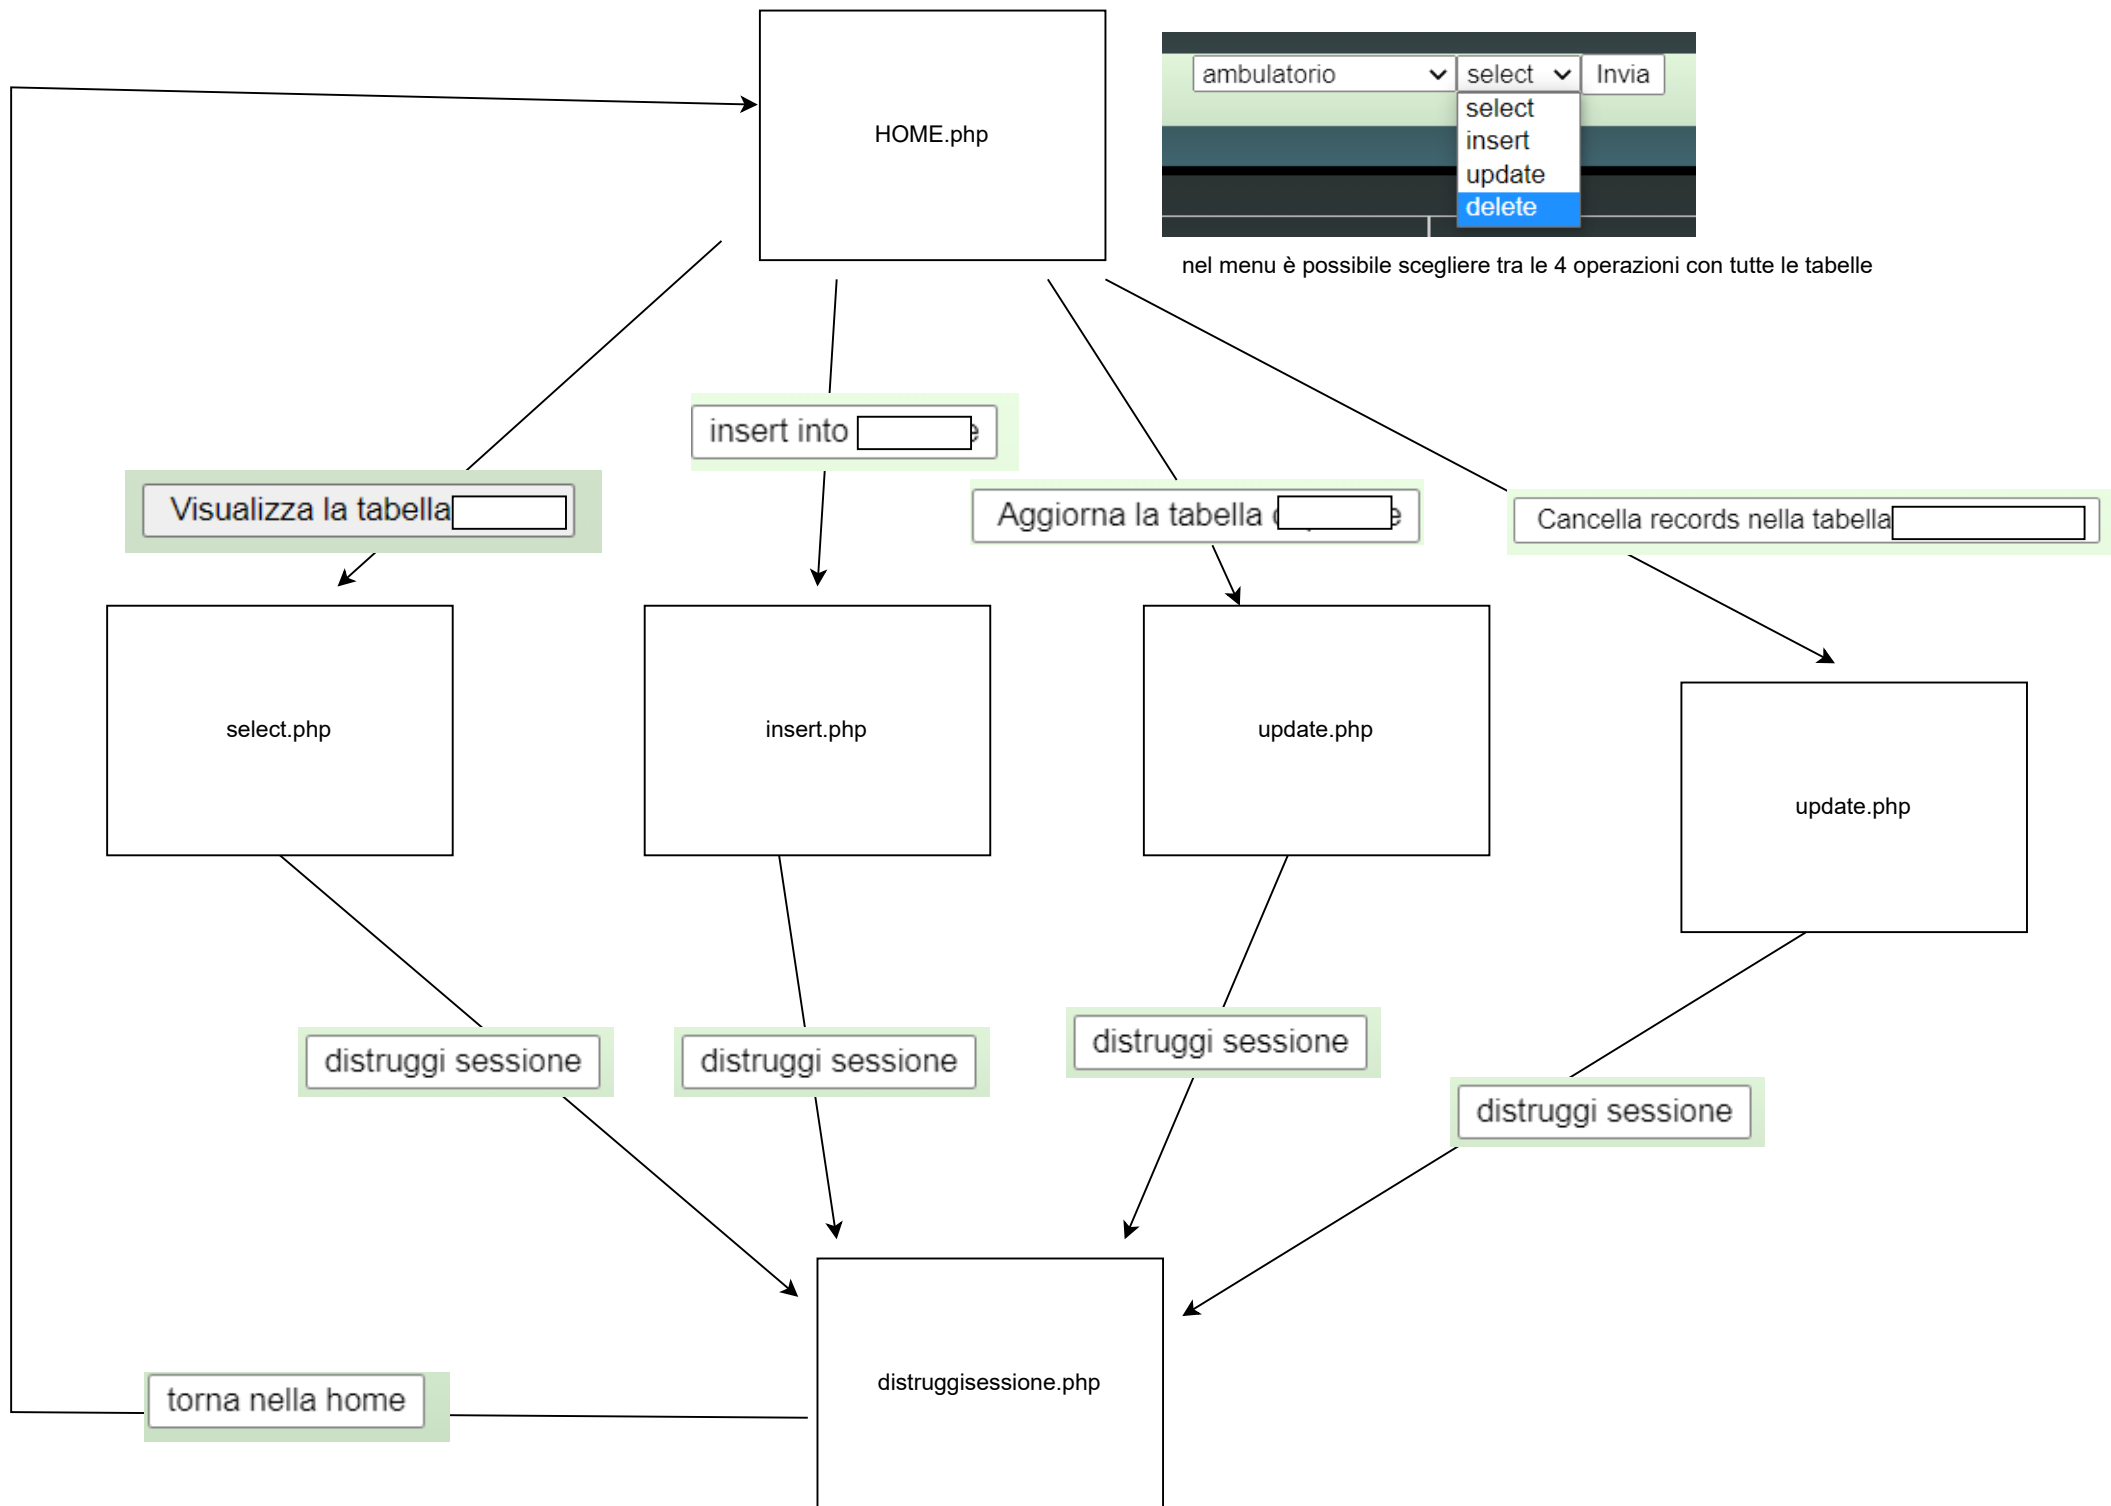 HOME.php
ambulatorio
select
Invia
select
insert
update
delete
nel menu è possibile scegliere tra le 4 operazioni con tutte le tabelle
insert into
Visualizza la tabella
Aggiorna la tabella
Cancella records nella tabella
select.php
insert.php
update.php
update.php
distruggi sessione
distruggi sessione
distruggi sessione
distruggi sessione
torna nella home
distruggisessione.php